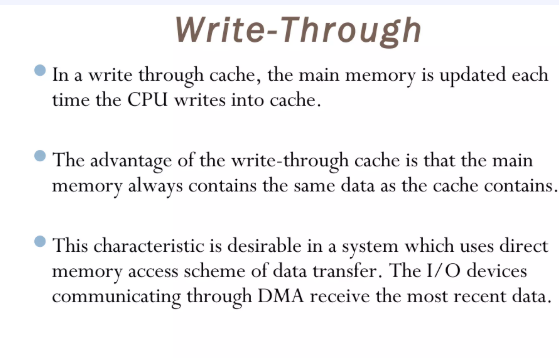 Write-Through
In a write through cache, the main memory is updated each
time the CPU writes into cache.
The advantage of the write-through cache is that the main
memory always contains the same data as the cache contains.
This characteristic is desirable in a system which uses direct
memory access scheme of data transfer. The I/O devices
communicating through DMA receive the most recent data.